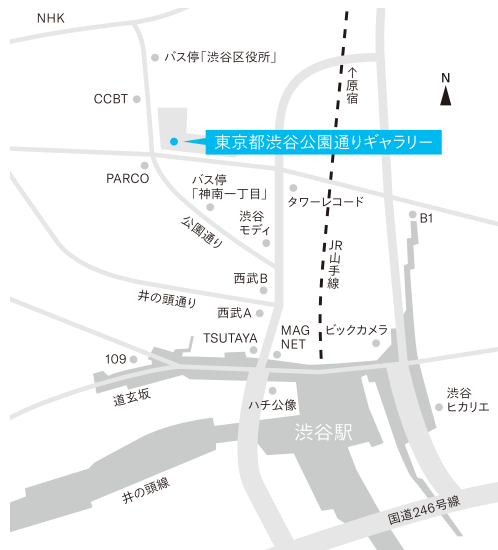 NHK
バス停「渋谷区役所」
↑原宿
N
CCBT
東京都渋谷公園通りギャラリー
PARCO
バス停
「神南一丁目」
タワーレコード
B1
公園通り
渋谷
モディ
JR山手線
西武B
井の頭通り
西武A
TSUTAYA
MAG
NET
ビックカメラ
109
道玄坂
ハチ公像
渋谷
ヒカリエ
渋谷駅
井の頭線
国道246号線